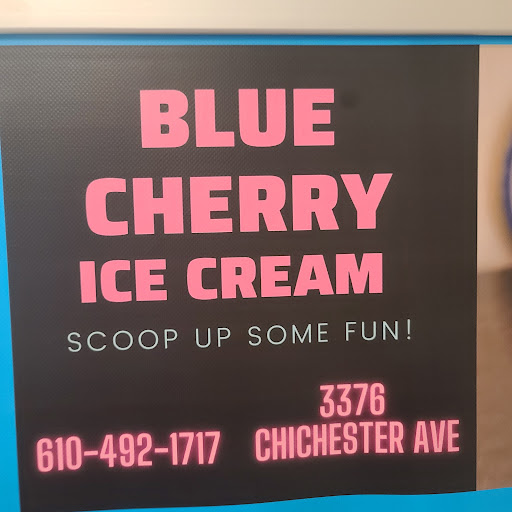 BLUE
CHERRY
ICE CREAM
SCOOP UP SOME FUN!
610-492-1717
3376
CHICHESTER AVE